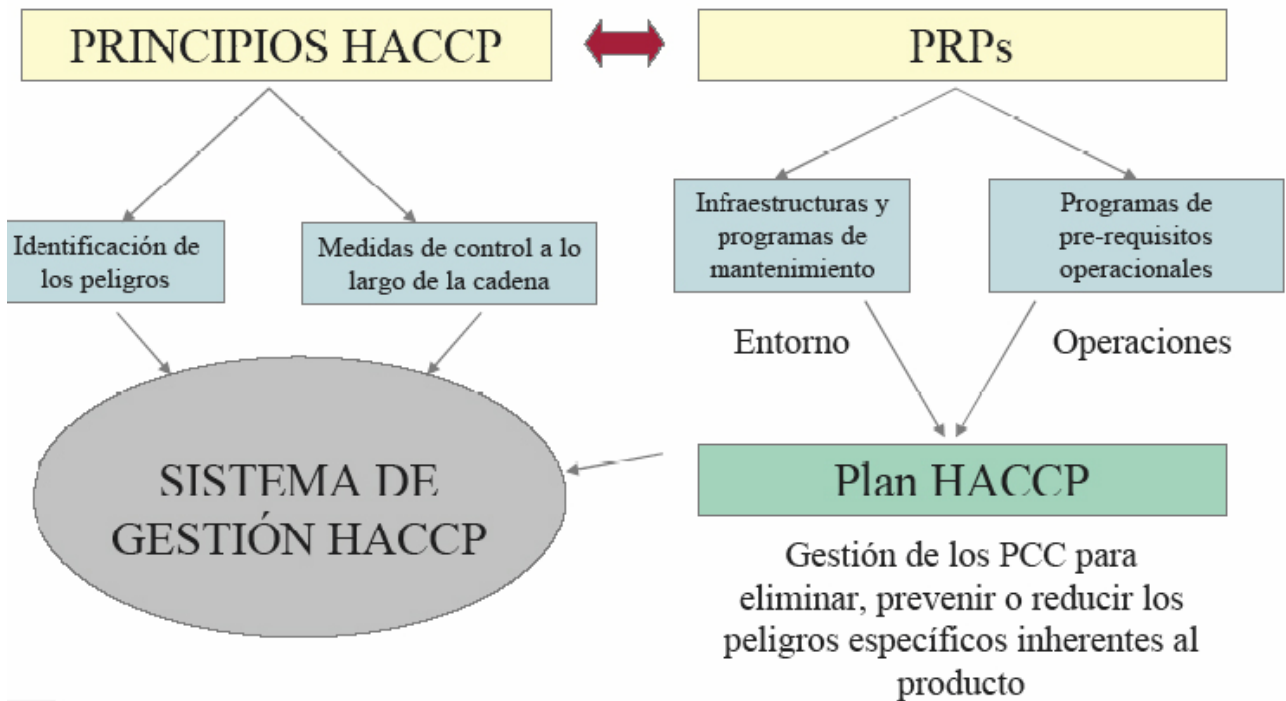 PRINCIPIOS HACCP
PRPs
Identificación de
los peligros
Medidas de control a lo
largo de la cadena
Infraestructuras y
programas de
mantenimiento
Programas de
pre-requisitos
operacionales
Entorno
Operaciones
SISTEMA DE
GESTIÓN HACCP
Plan HACCP
Gestión de los PCC para
eliminar, prevenir o reducir los
peligros específicos inherentes al
producto